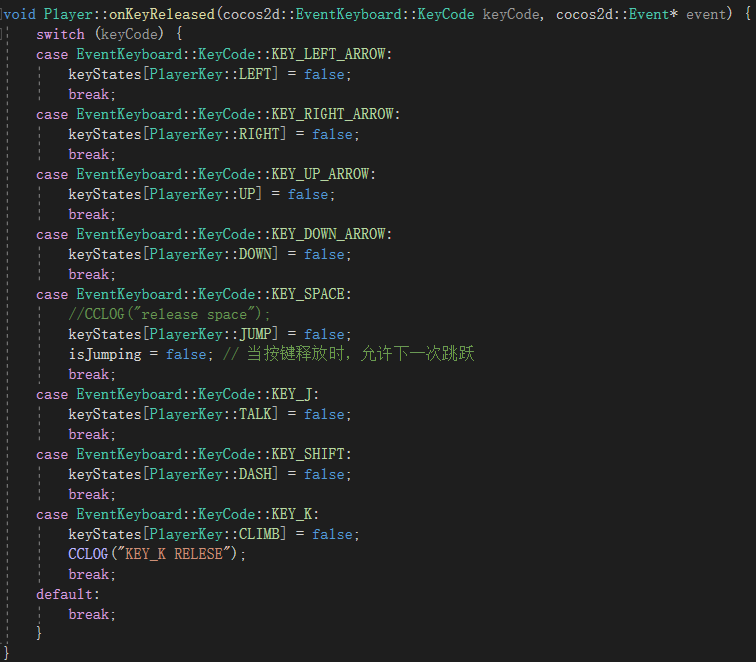 void Player::onKeyReleased(cocos2d::EventKeyboard::KeyCode keyCode, cocos2d::Event* event) {
    switch (keyCode) {
    case EventKeyboard::KeyCode::KEY_LEFT_ARROW:
        keyStates[PlayerKey::LEFT] = false;
        break;
    case EventKeyboard::KeyCode::KEY_RIGHT_ARROW:
        keyStates[PlayerKey::RIGHT] = false;
        break;
    case EventKeyboard::KeyCode::KEY_UP_ARROW:
        keyStates[PlayerKey::UP] = false;
        break;
    case EventKeyboard::KeyCode::KEY_DOWN_ARROW:
        keyStates[PlayerKey::DOWN] = false;
        break;
    case EventKeyboard::KeyCode::KEY_SPACE:
        //CCLOG("release space");
        keyStates[PlayerKey::JUMP] = false;
        isJumping = false; // 当按键释放时，允许下一次跳跃
        break;
    case EventKeyboard::KeyCode::KEY_J:
        keyStates[PlayerKey::TALK] = false;
        break;
    case EventKeyboard::KeyCode::KEY_SHIFT:
        keyStates[PlayerKey::DASH] = false;
        break;
    case EventKeyboard::KeyCode::KEY_K:
        keyStates[PlayerKey::CLIMB] = false;
        CCLOG("KEY_K RELESE");
        break;
    default:
        break;
    }
}